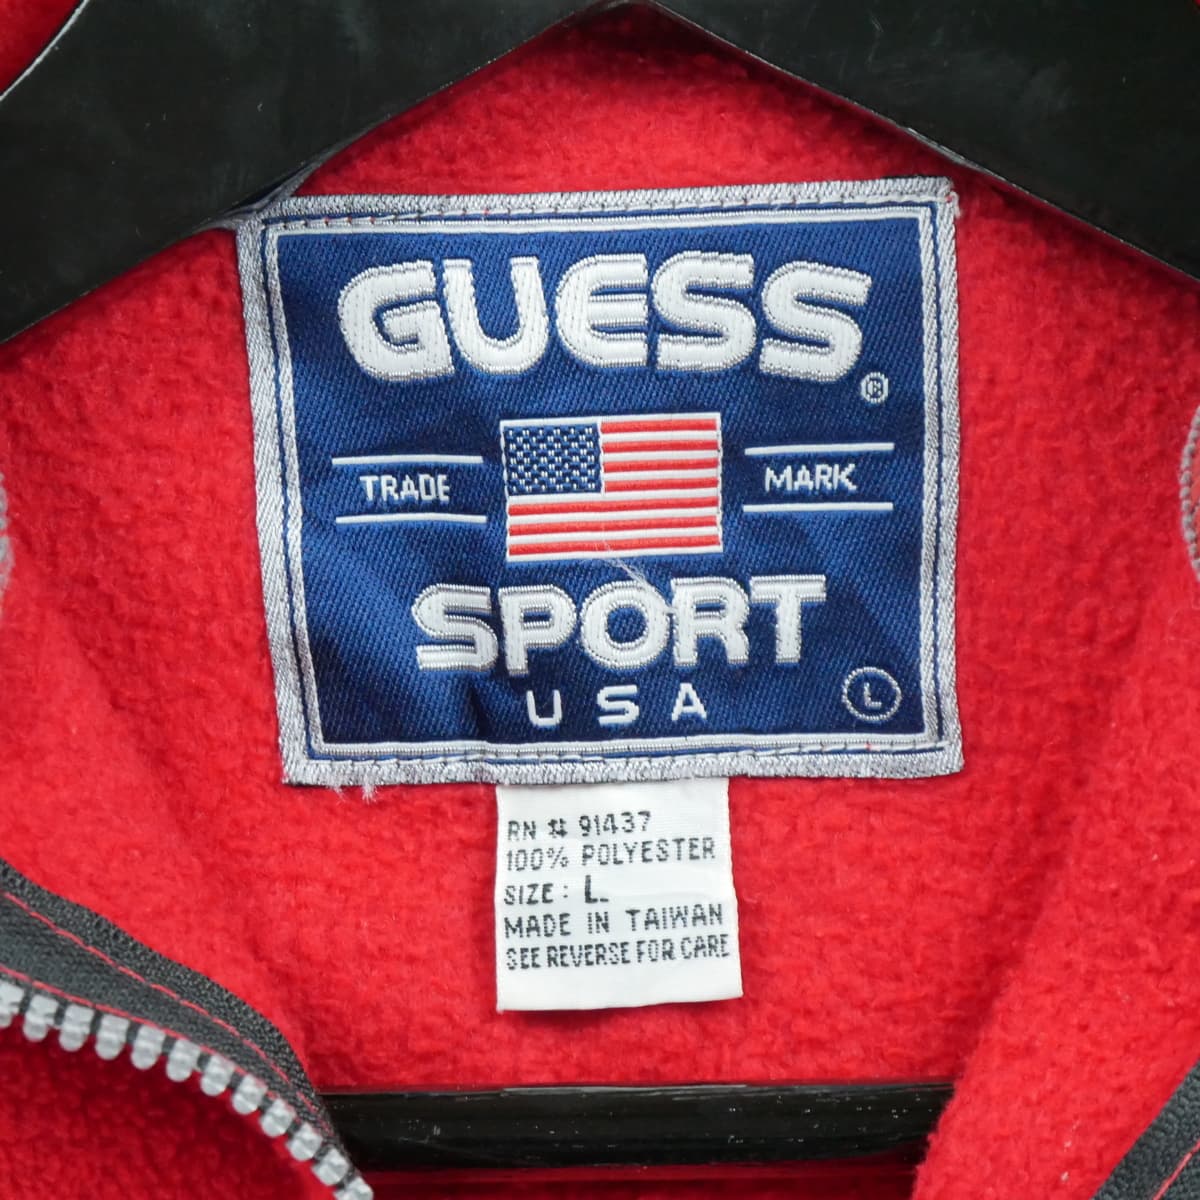 GUESS ®
TRADE MARK
SPORT
USA
L
RN # 91437
100% POLYESTER
SIZE: L
MADE IN TAIWAN
SEE REVERSE FOR CARE